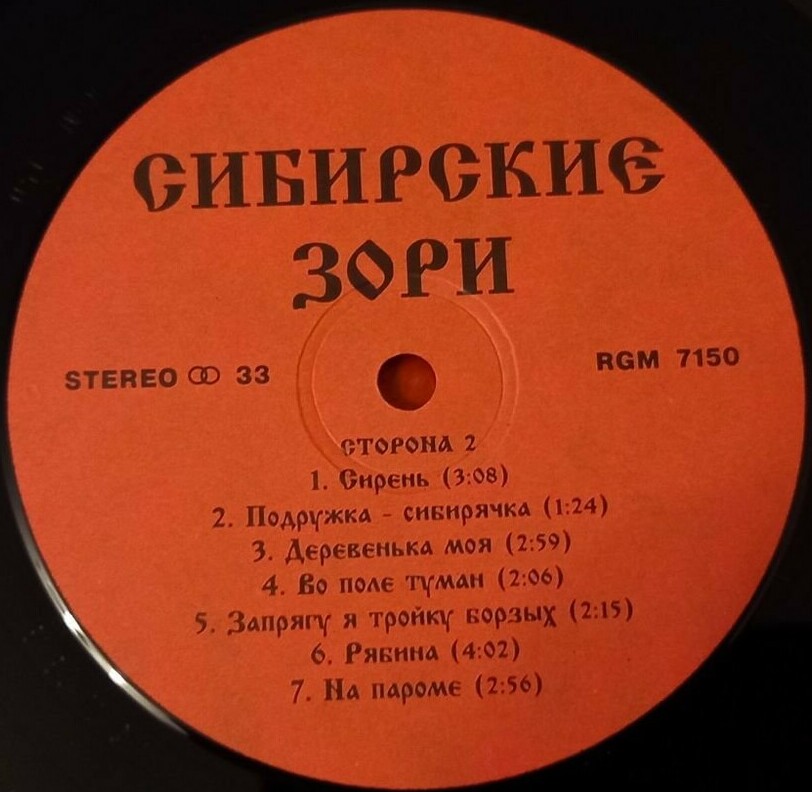 СИБИРСКИЕ
ЗОРИ
STEREO ꝏ 33
RGM 7150
СТОРОНА 2
1. Сирень (3:08)
2. Подружка - сибирячка (1:24)
3. Деревенька моя (2:59)
4. Во поле туман (2:06)
5. Запрягу я тройку борзых (2:15)
6. Рябина (4:02)
7. На пароме (2:56)